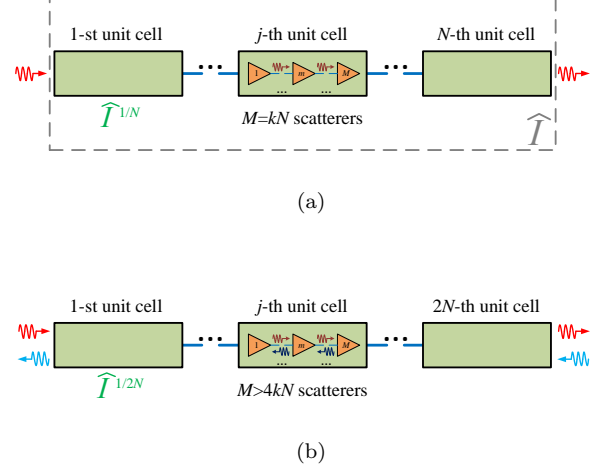 1-st unit cell j-th unit cell N-th unit cell
••• •••
1 m M
... ...
Î^{1/N} M=kN scatterers Î
(a)
1-st unit cell j-th unit cell 2N-th unit cell
••• •••
1 m M
... ...
Î^{1/2N} M>4kN scatterers
(b)